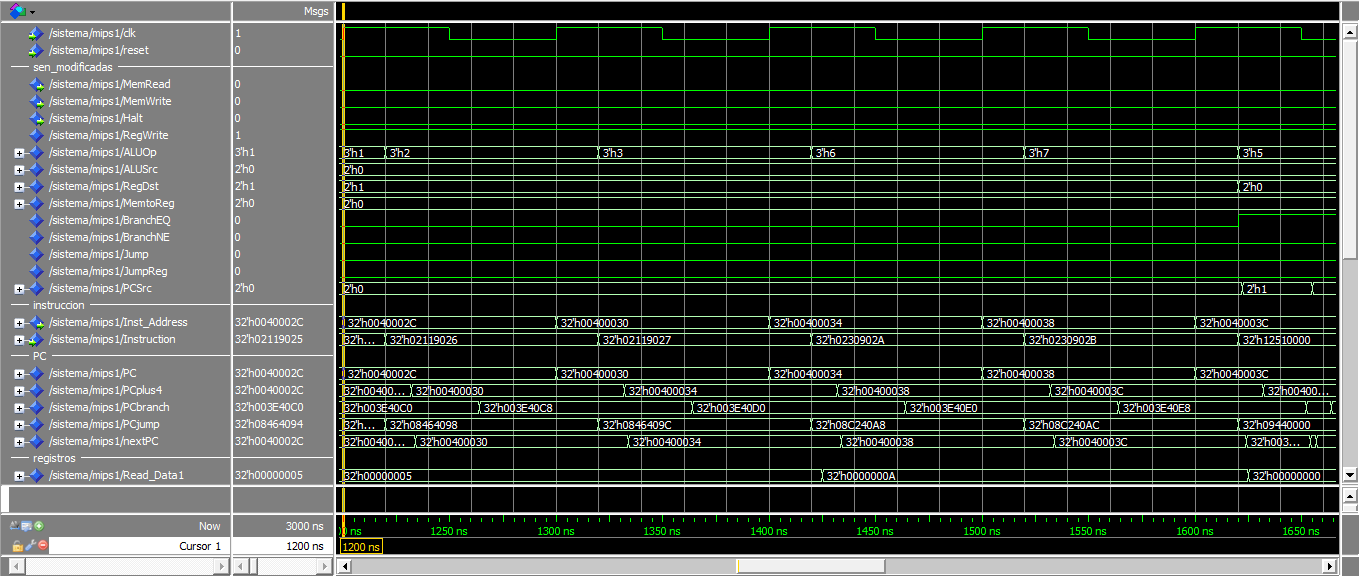 Msgs
/sistema/mips1/clk 1
/sistema/mips1/reset 0
sen_modificadas
/sistema/mips1/MemRead 0
/sistema/mips1/MemWrite 0
/sistema/mips1/Halt 0
/sistema/mips1/RegWrite 1
/sistema/mips1/ALUOp 3'h1 3'h1 3'h2 3'h3 3'h6 3'h7 3'h5
/sistema/mips1/ALUSrc 2'h0 2'h0
/sistema/mips1/RegDst 2'h1 2'h1 2'h0
/sistema/mips1/MemtoReg 2'h0 2'h0
/sistema/mips1/BranchEQ 0
/sistema/mips1/BranchNE 0
/sistema/mips1/Jump 0
/sistema/mips1/JumpReg 0
/sistema/mips1/PCSrc 2'h0 2'h0 2'h1
instruccion
/sistema/mips1/Inst_Address 32'h0040002C 32'h0040002C 32'h00400030 32'h00400034 32'h00400038 32'h0040003C
/sistema/mips1/Instruction 32'h02119025 32'h... 32'h02119026 32'h02119027 32'h0230902A 32'h0230902B 32'h12510000
PC
/sistema/mips1/PC 32'h0040002C 32'h0040002C 32'h00400030 32'h00400034 32'h00400038 32'h0040003C
/sistema/mips1/PCplus4 32'h0040002C 32'h00400... 32'h00400030 32'h00400034 32'h00400038 32'h0040003C 32'h00400...
/sistema/mips1/PCbranch 32'h003E40C0 32'h003E40C0 32'h003E40C8 32'h003E40D0 32'h003E40E0 32'h003E40E8
/sistema/mips1/PCjump 32'h08464094 32'h... 32'h08464098 32'h0846409C 32'h08C240A8 32'h08C240AC 32'h09440000
/sistema/mips1/nextPC 32'h0040002C 32'h00400... 32'h00400030 32'h00400034 32'h00400038 32'h0040003C 32'h003...
registros
/sistema/mips1/Read_Data1 32'h00000005 32'h00000005 32'h0000000A 32'h00000000
Now 3000 ns 0 ns 1250 ns 1300 ns 1350 ns 1400 ns 1450 ns 1500 ns 1550 ns 1600 ns 1650 ns
Cursor 1 1200 ns 1200 ns